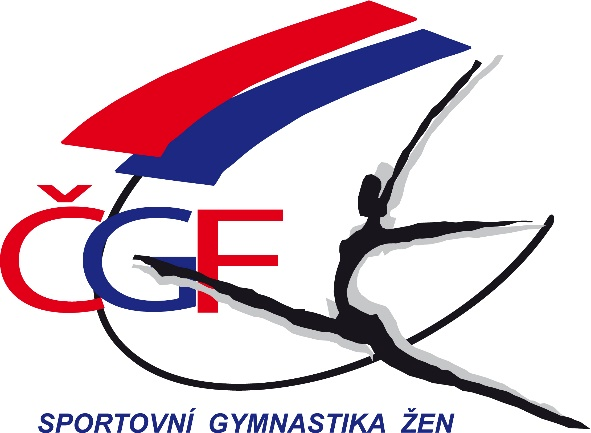 ČGF
SPORTOVNÍ GYMNASTIKA ŽEN